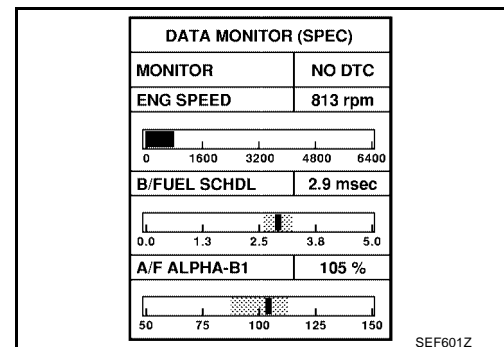 DATA MONITOR (SPEC)
MONITOR NO DTC
ENG SPEED 813 rpm
0 1600 3200 4800 6400
B/FUEL SCHDL 2.9 msec
0.0 1.3 2.5 3.8 5.0
A/F ALPHA-B1 105 %
50 75 100 125 150
SEF601Z